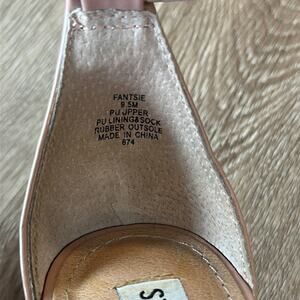 FANTSIE
9.5M
PU UPPER
PU LINING&SOCK
RUBBER OUTSOLE
MADE IN CHINA
874
S